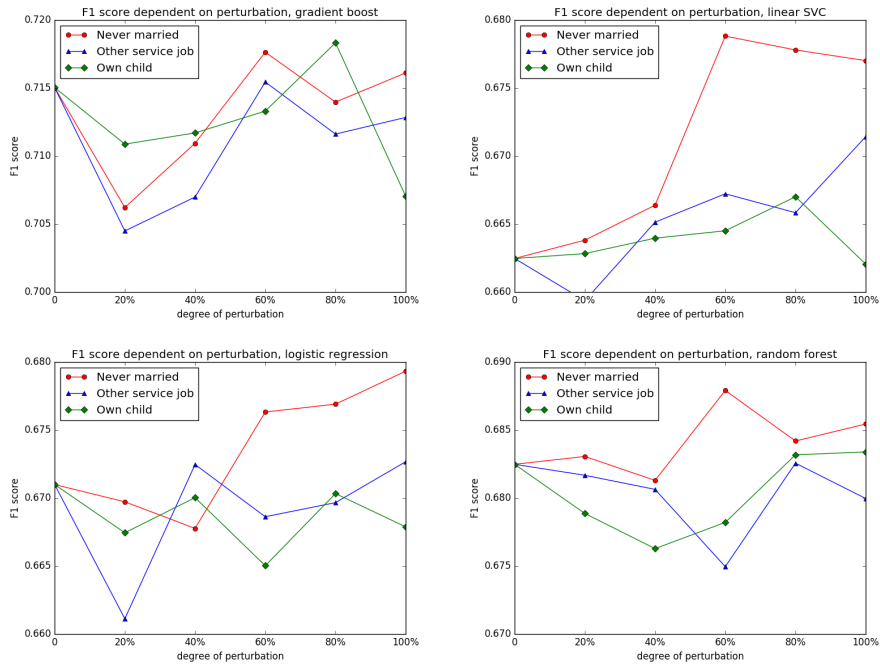 F1 score dependent on perturbation, gradient boost
0.720
0.715
0.710
0.705
0.700
F1 score
Never married
Other service job
Own child
0 20% 40% 60% 80% 100%
degree of perturbation
F1 score dependent on perturbation, linear SVC
0.680
0.675
0.670
0.665
0.660
F1 score
Never married
Other service job
Own child
0 20% 40% 60% 80% 100%
degree of perturbation
F1 score dependent on perturbation, logistic regression
0.680
0.675
0.670
0.665
0.660
F1 score
Never married
Other service job
Own child
0 20% 40% 60% 80% 100%
degree of perturbation
F1 score dependent on perturbation, random forest
0.690
0.685
0.680
0.675
0.670
F1 score
Never married
Other service job
Own child
0 20% 40% 60% 80% 100%
degree of perturbation